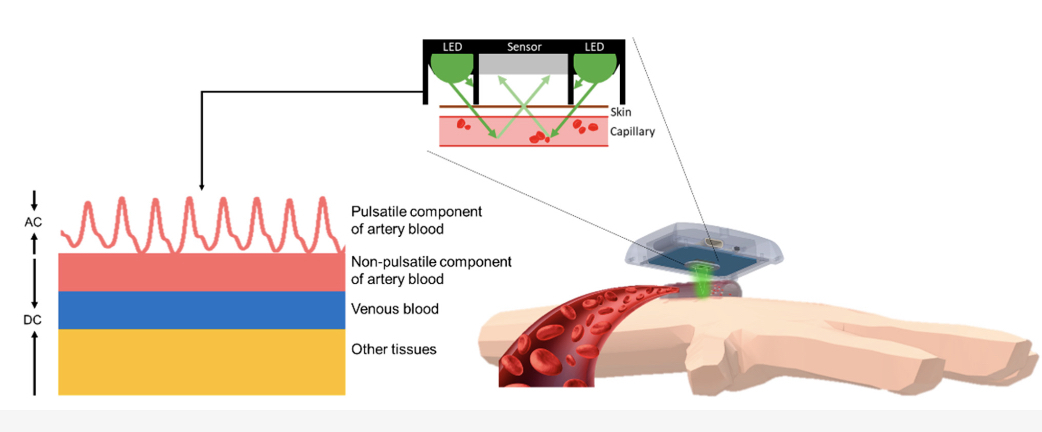 LED
Sensor
LED
Skin
Capillary
AC
Pulsatile component
of artery blood
Non-pulsatile component
of artery blood
DC
Venous blood
Other tissues